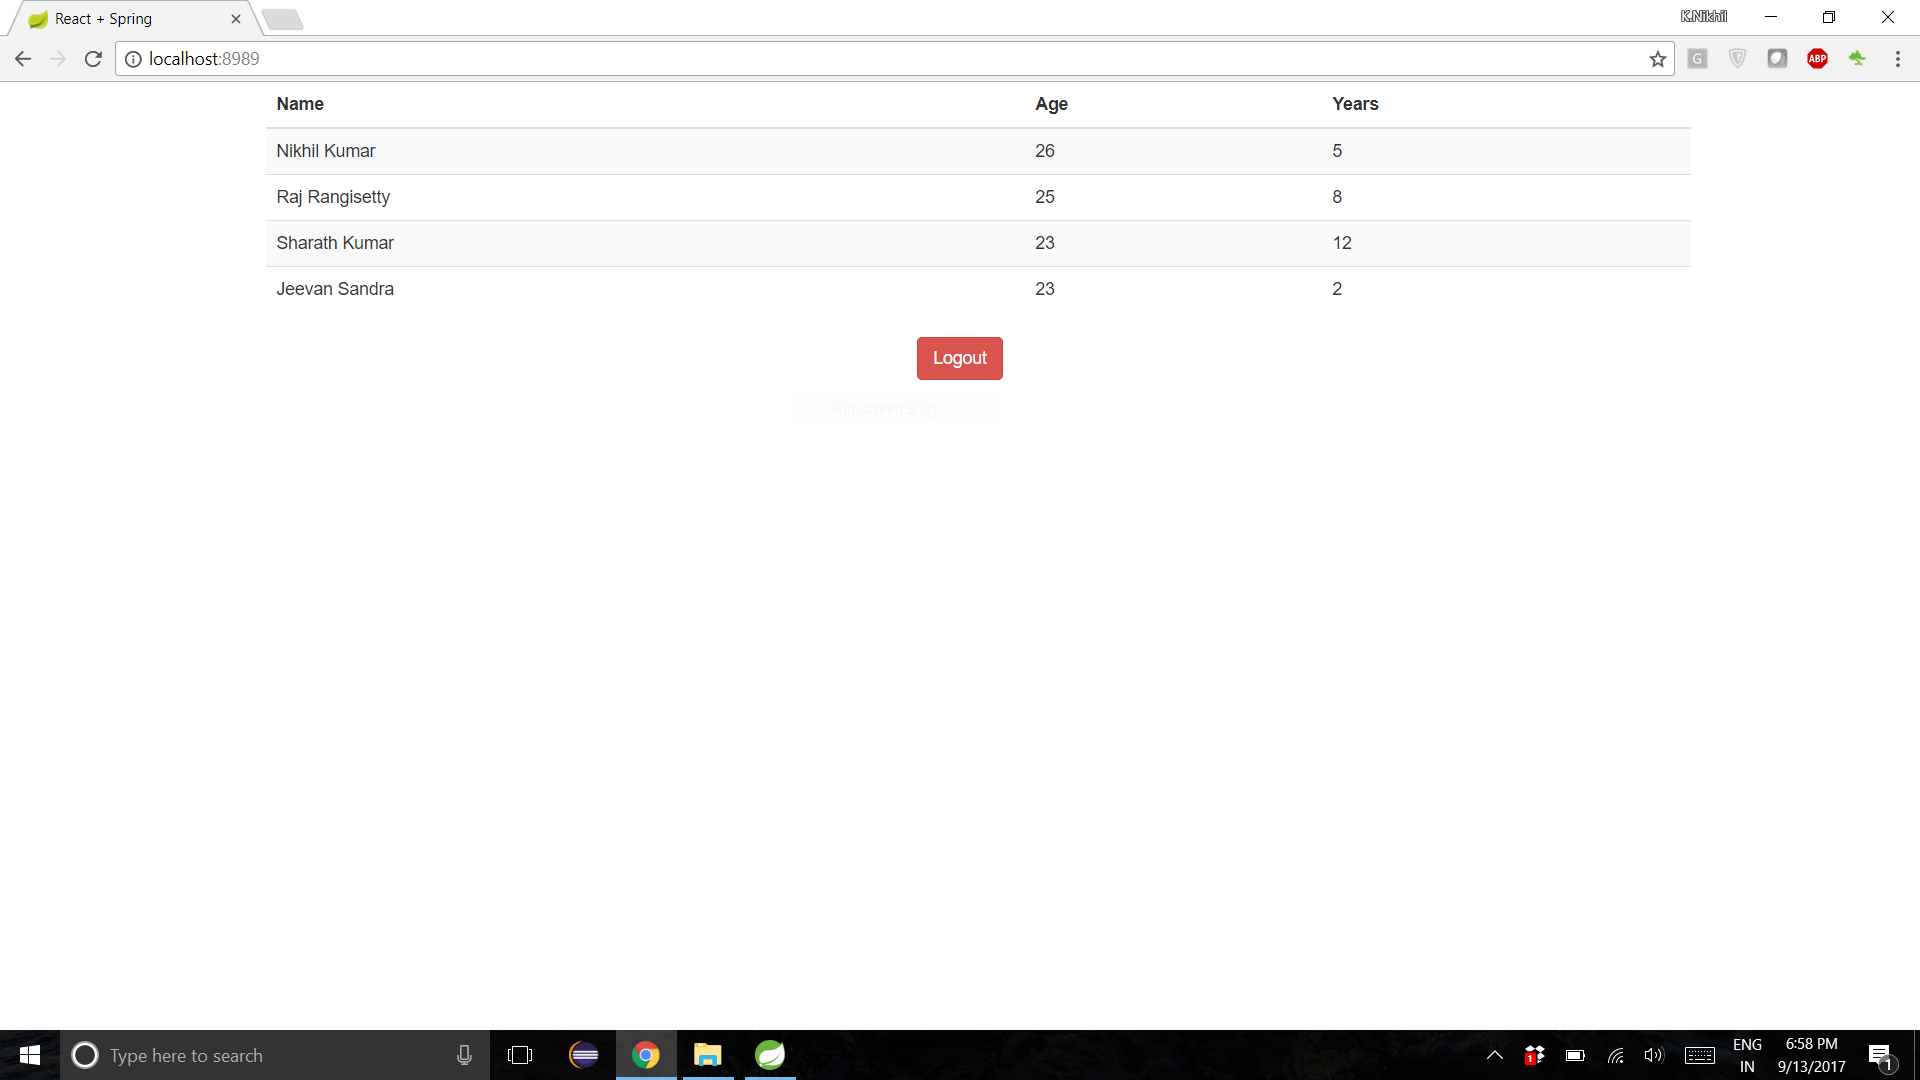 React + Spring
K.Nikhil
localhost:8989
G
ABP
Name Age Years
Nikhil Kumar 26 5
Raj Rangisetty 25 8
Sharath Kumar 23 12
Jeevan Sandra 23 2
Logout
Full-screen Snip
Type here to search
1
ENG
IN
6:58 PM
9/13/2017
1